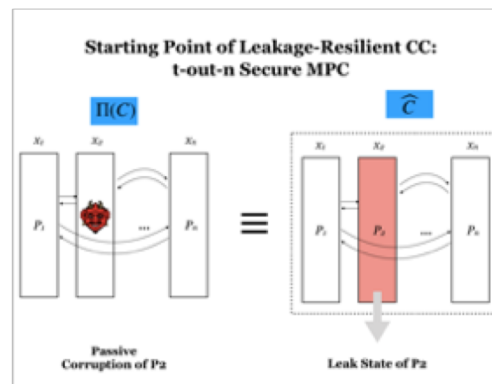 Starting Point of Leakage-Resilient CC:
t-out-n Secure MPC
Π(C)
Ĉ
x₁ x₂ xₙ
x₁ x₂ xₙ
P₁ ... Pₙ
≡
P₁ P₂ ... Pₙ
Passive
Corruption of P2
Leak State of P2